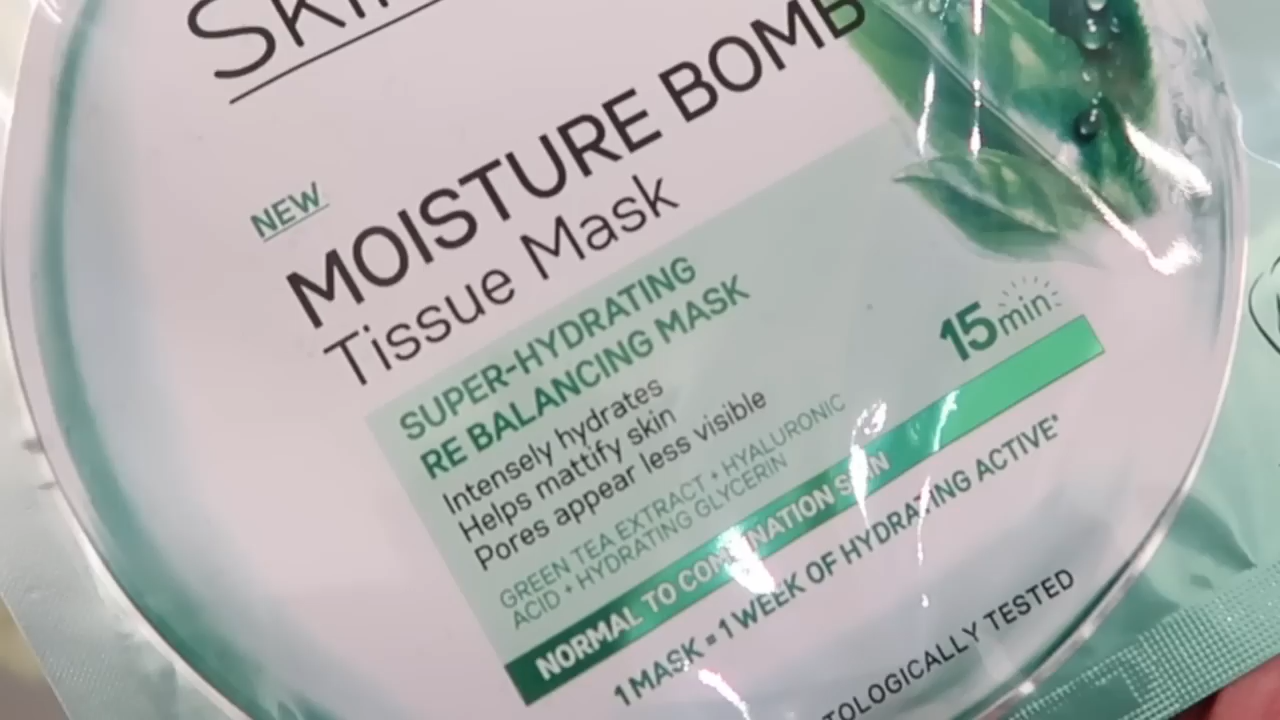 NEW
MOISTURE BOMB
Tissue Mask
SUPER-HYDRATING
RE BALANCING MASK
Intensely hydrates
Helps mattify skin
Pores appear less visible
GREEN TEA EXTRACT + HYALURONIC
ACID + HYDRATING GLYCERIN
15 min
NORMAL TO COMBINATION SKIN
1 MASK = 1 WEEK OF HYDRATING ACTIVE*
TOLOGICALLY TESTED